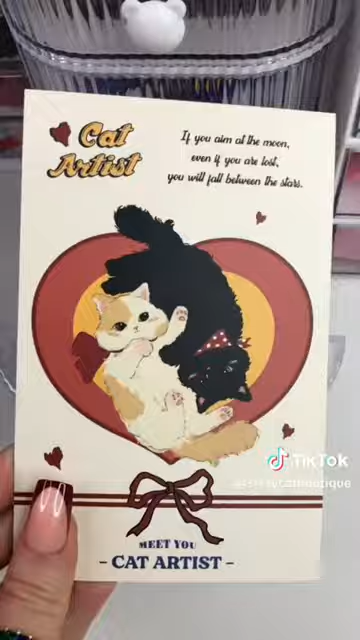 Cat
Artist
If you aim at the moon,
even if you are lost,
you will fall between the stars.
TikTok
MEET YOU
- CAT ARTIST -